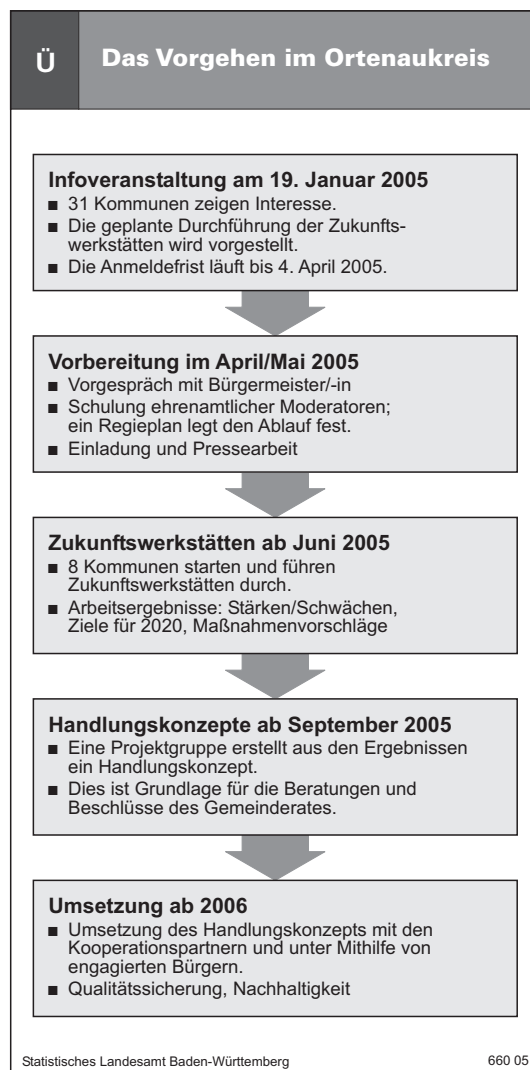 Ü
Das Vorgehen im Ortenaukreis
Infoveranstaltung am 19. Januar 2005
■ 31 Kommunen zeigen Interesse.
■ Die geplante Durchführung der Zukunfts-
werkstätten wird vorgestellt.
■ Die Anmeldefrist läuft bis 4. April 2005.
Vorbereitung im April/Mai 2005
■ Vorgespräch mit Bürgermeister/-in
■ Schulung ehrenamtlicher Moderatoren;
ein Regieplan legt den Ablauf fest.
■ Einladung und Pressearbeit
Zukunftswerkstätten ab Juni 2005
■ 8 Kommunen starten und führen
Zukunftswerkstätten durch.
■ Arbeitsergebnisse: Stärken/Schwächen,
Ziele für 2020, Maßnahmenvorschläge
Handlungskonzepte ab September 2005
■ Eine Projektgruppe erstellt aus den Ergebnissen
ein Handlungskonzept.
■ Dies ist Grundlage für die Beratungen und
Beschlüsse des Gemeinderates.
Umsetzung ab 2006
■ Umsetzung des Handlungskonzepts mit den
Kooperationspartnern und unter Mithilfe von
engagierten Bürgern.
■ Qualitätssicherung, Nachhaltigkeit
Statistisches Landesamt Baden-Württemberg
660 05